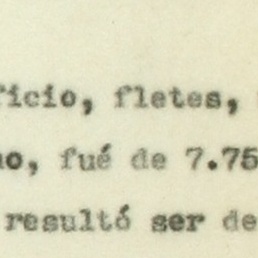 ficio, fletes,
no, fué de 7.75
resultó ser de